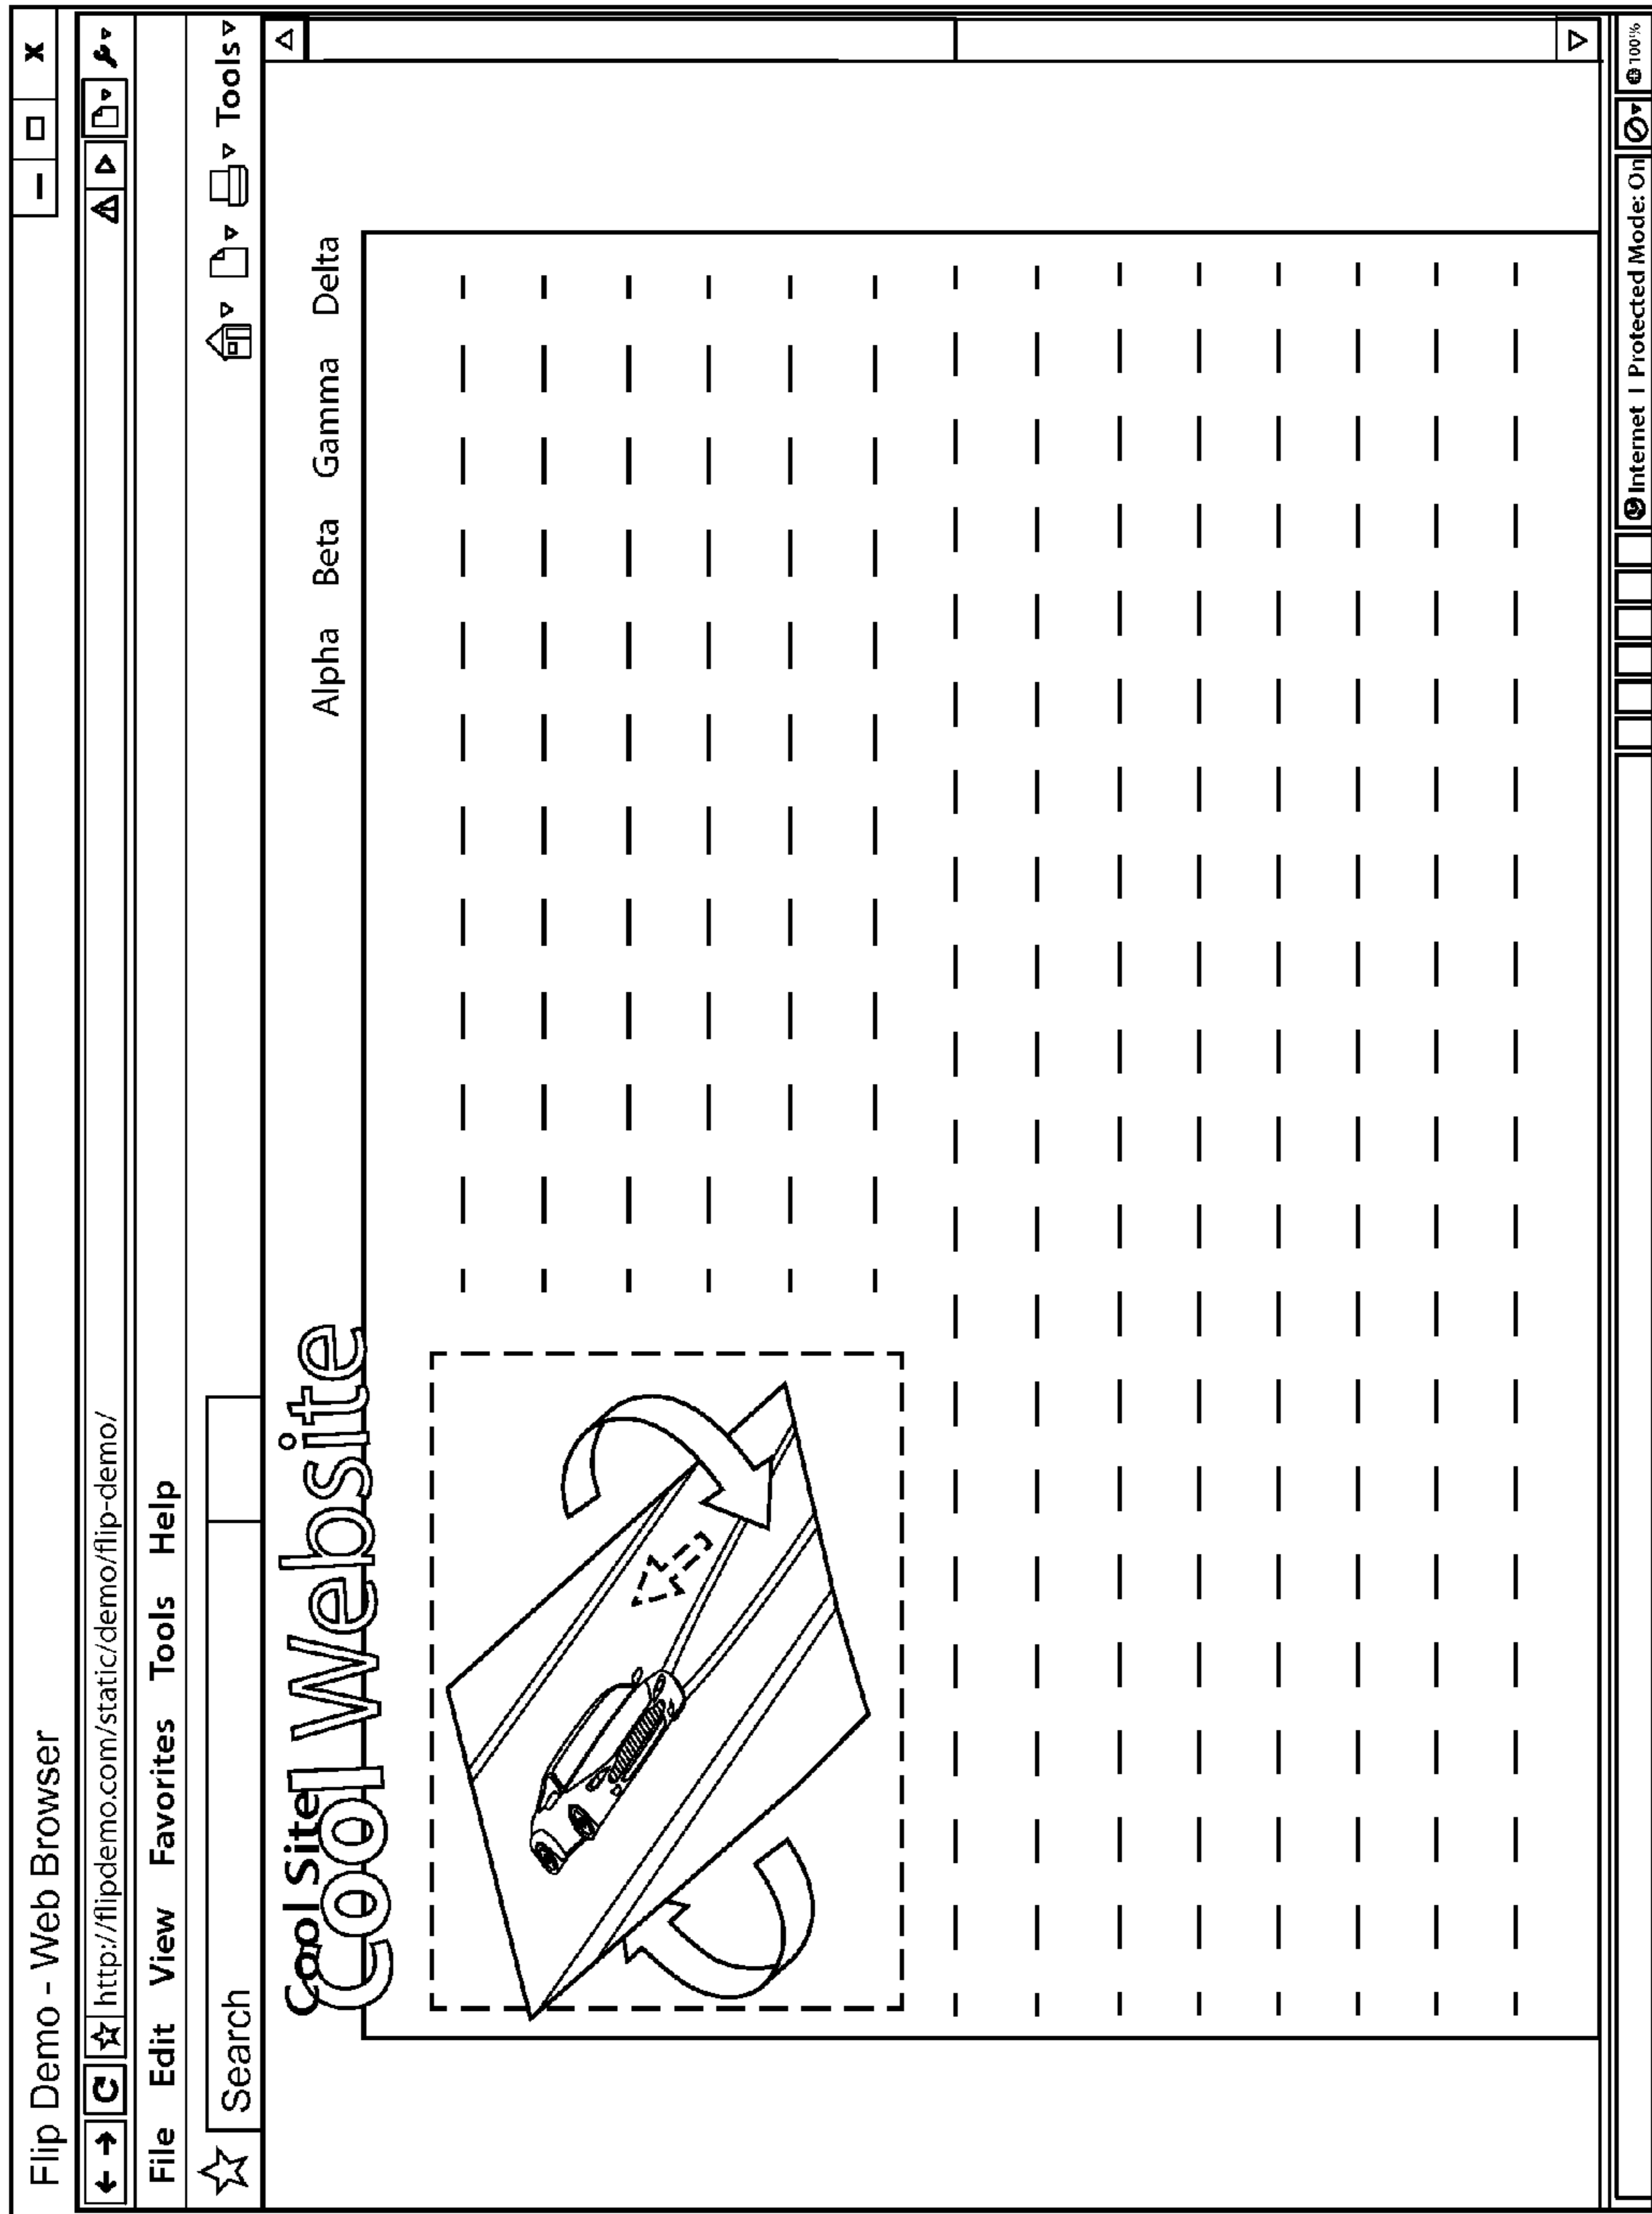 Flip Demo - Web Browser
X
http://flipdemo.com/static/demo/flip-demo/
File Edit View Favorites Tools Help
Search
Tools
Cool Site
Cool Website
Alpha Beta Gamma Delta
Internet | Protected Mode: On
100%